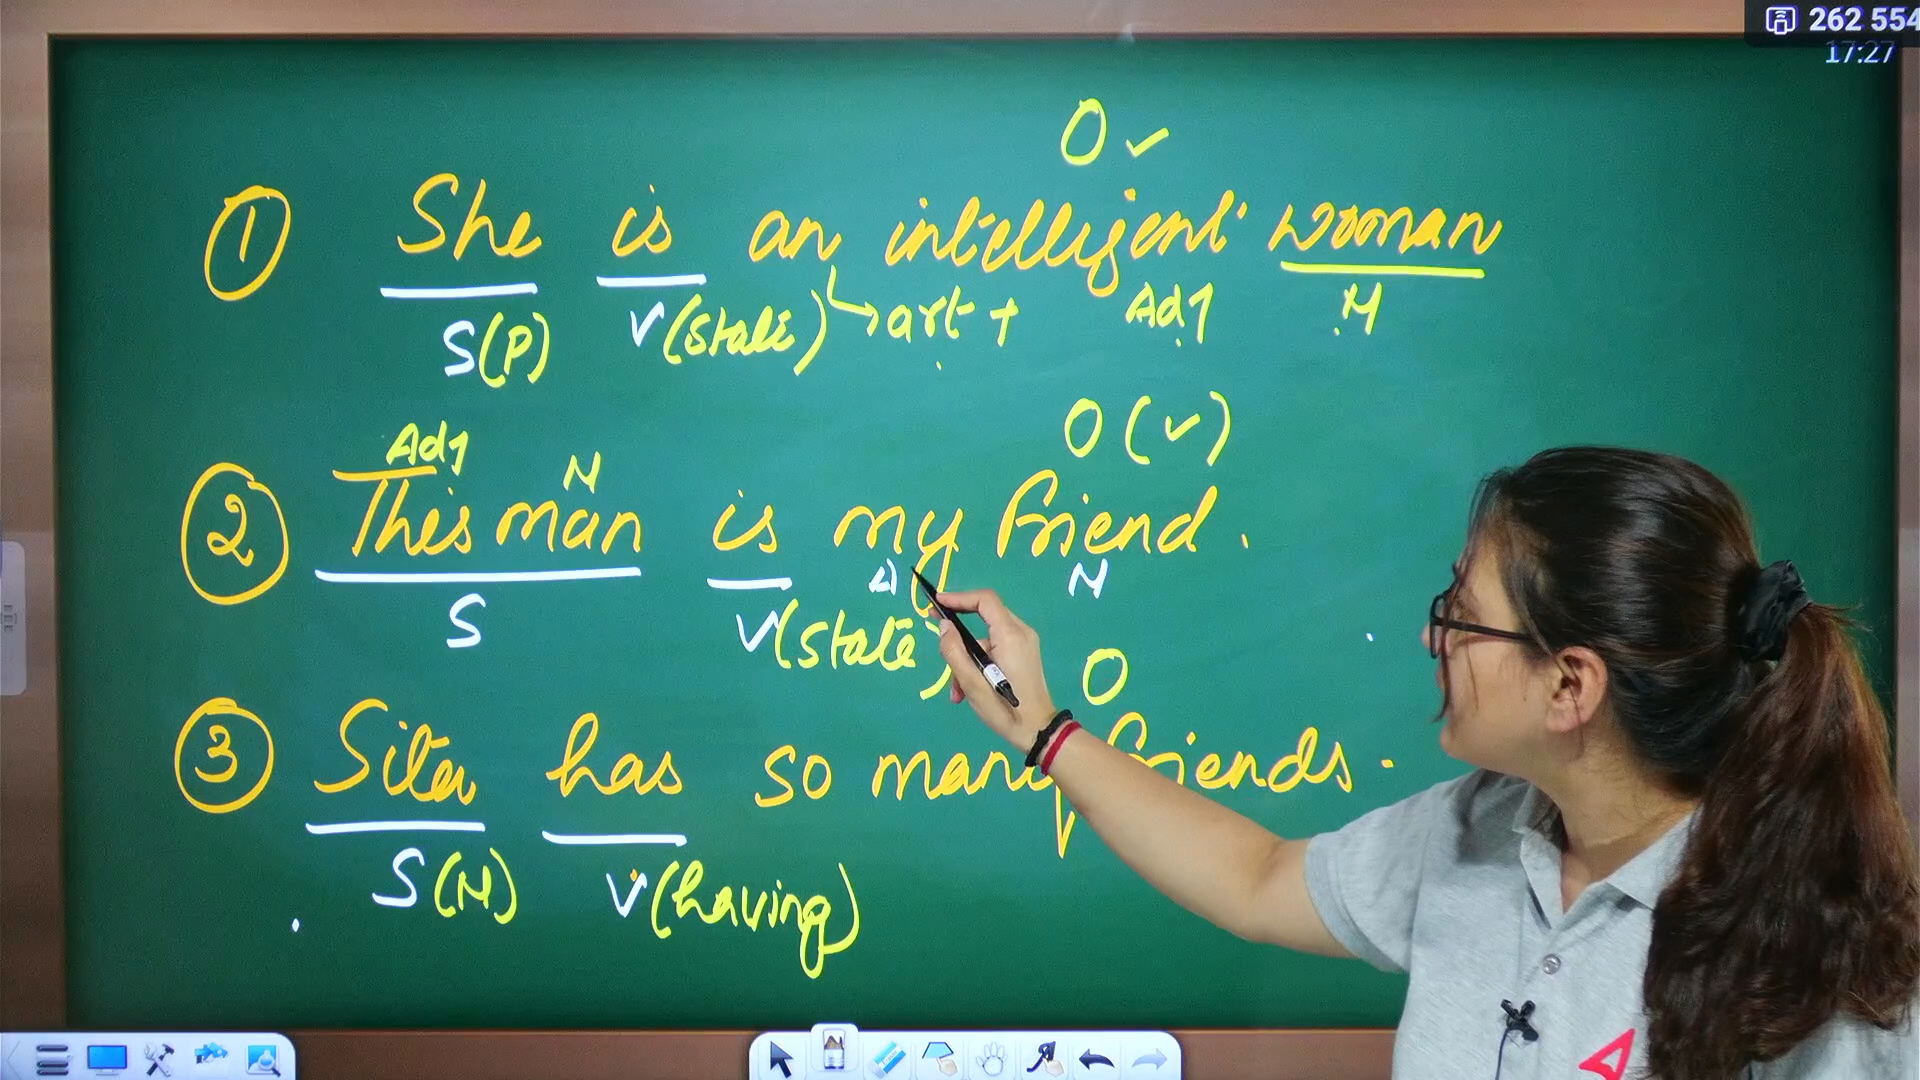 262 554
17:27
O ✓
① She is an intelligent woman
S(P) V(state) ↳art + Adj N
O (✓)
Adj N
② This man is my friend.
S V(state) A N
O
③ Sita has so many friends.
S(N) V(having)